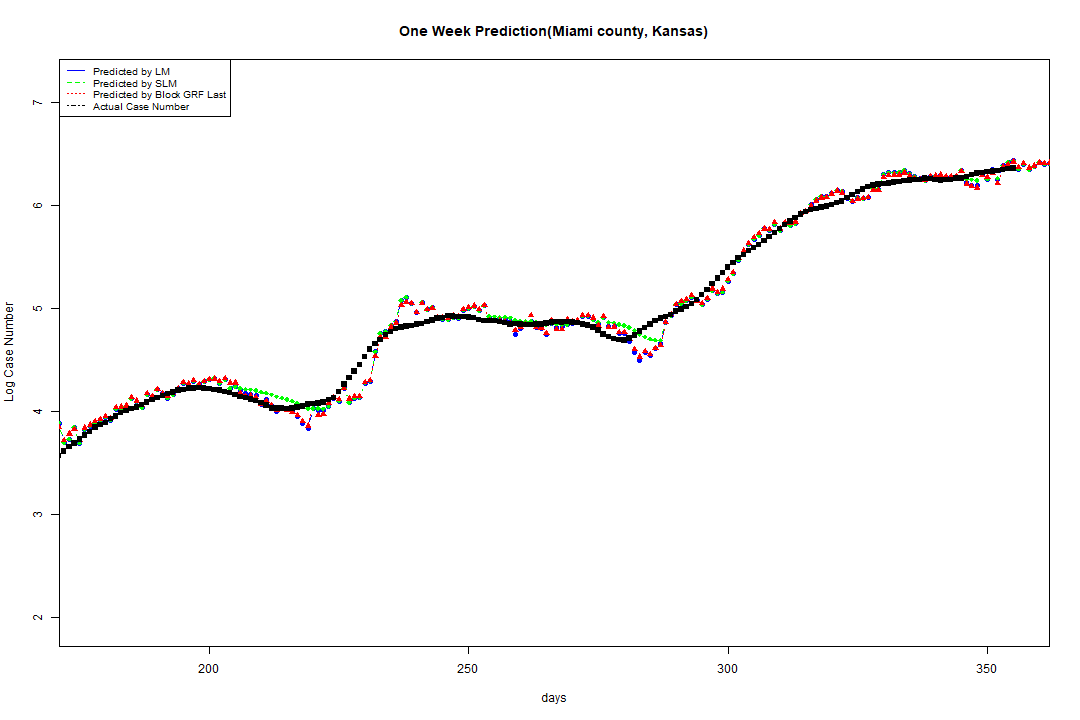 One Week Prediction(Miami county, Kansas)
Predicted by LM
Predicted by SLM
Predicted by Block GRF Last
Actual Case Number
7
6
5
4
3
2
Log Case Number
200 250 300 350
days